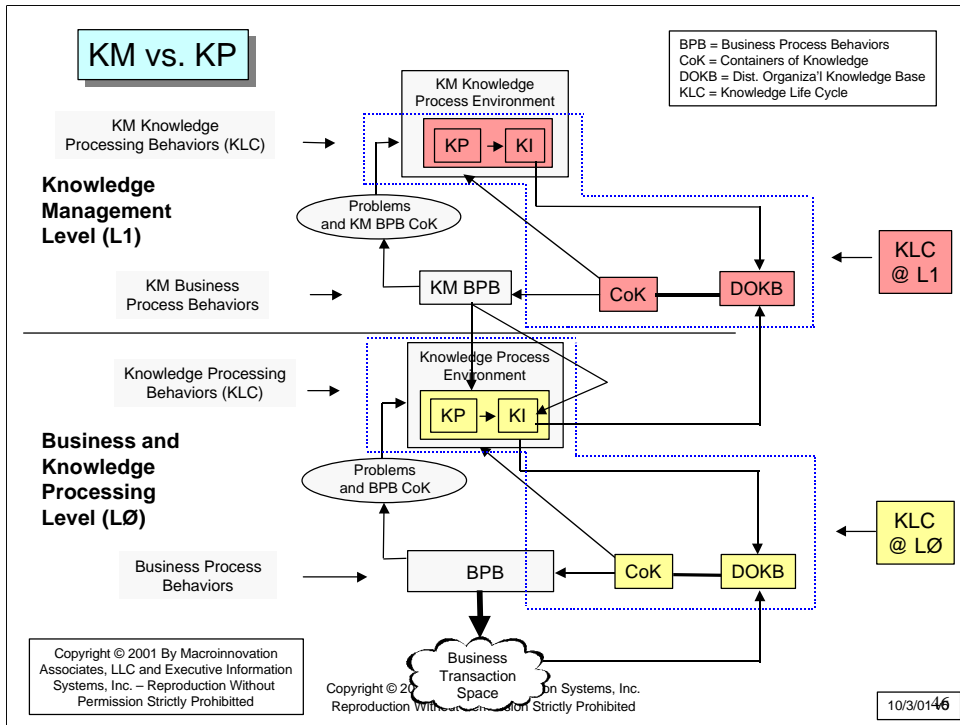 KM vs. KP
BPB = Business Process Behaviors
CoK = Containers of Knowledge
DOKB = Dist. Organiza'l Knowledge Base
KLC = Knowledge Life Cycle
KM Knowledge
Process Environment
KP
KI
KM Knowledge
Processing Behaviors (KLC)
Knowledge
Management
Level (L1)
Problems
and KM BPB CoK
KLC
@ L1
KM Business
Process Behaviors
KM BPB
CoK
DOKB
Knowledge Process
Environment
Knowledge Processing
Behaviors (KLC)
KP
KI
Business and
Knowledge
Processing
Level (LØ)
Problems
and BPB CoK
KLC
@ LØ
Business Process
Behaviors
BPB
CoK
DOKB
Business
Transaction
Space
Copyright © 2001 By Macroinnovation
Associates, LLC and Executive Information
Systems, Inc. – Reproduction Without
Permission Strictly Prohibitted
Copyright © Systems, Inc.
Reproduction Strictly Prohibited
10/3/01 46